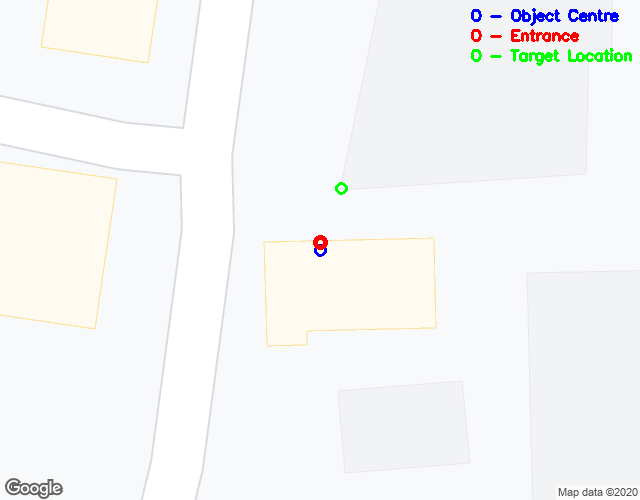 O - Object Centre
O - Entrance
O - Target Location
Google
Map data ©2020